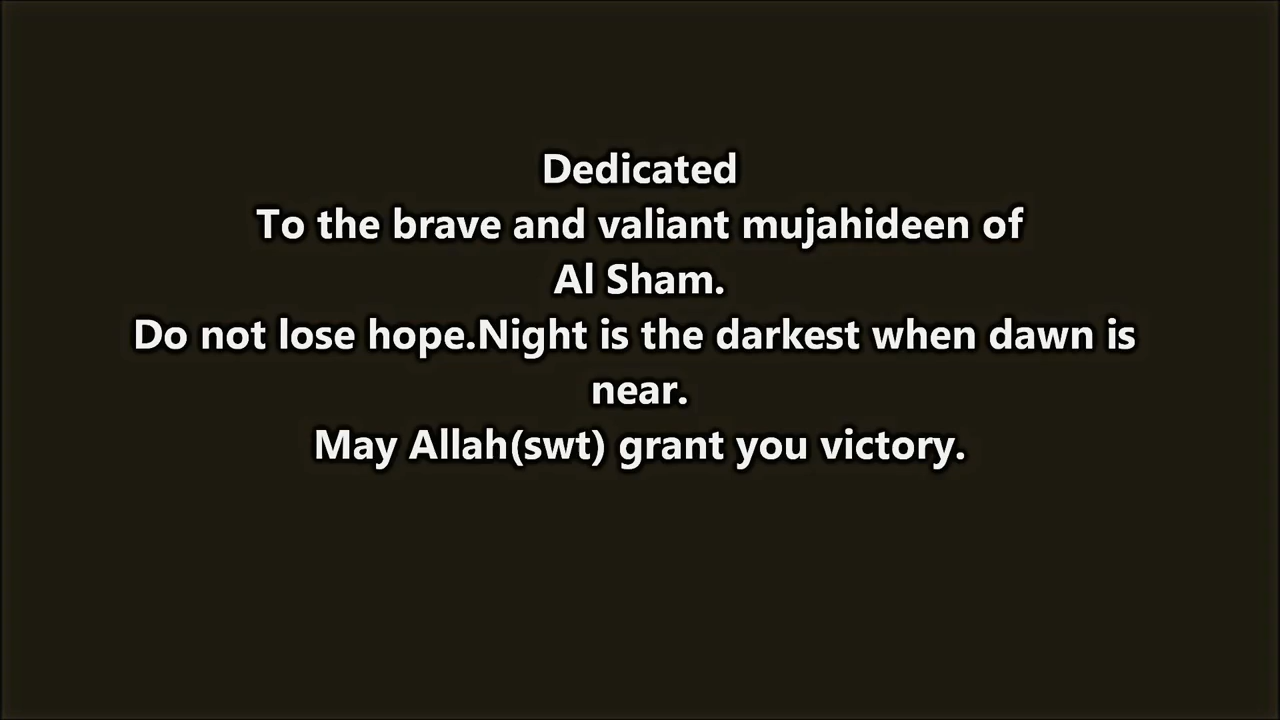 Dedicated
To the brave and valiant mujahideen of
Al Sham.
Do not lose hope.Night is the darkest when dawn is
near.
May Allah(swt) grant you victory.